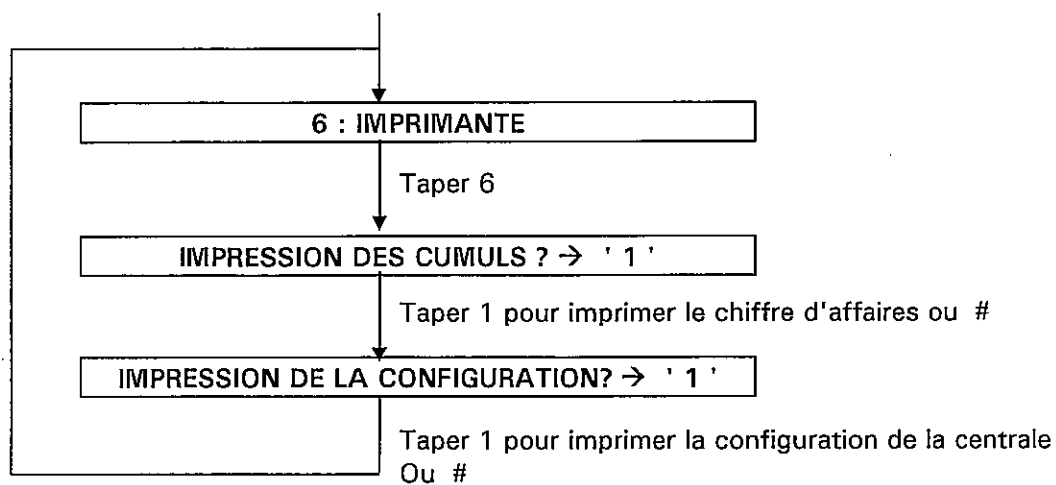 6 : IMPRIMANTE
Taper 6
IMPRESSION DES CUMULS ? → ' 1 '
Taper 1 pour imprimer le chiffre d'affaires ou #
IMPRESSION DE LA CONFIGURATION? → ' 1 '
Taper 1 pour imprimer la configuration de la centrale
Ou #